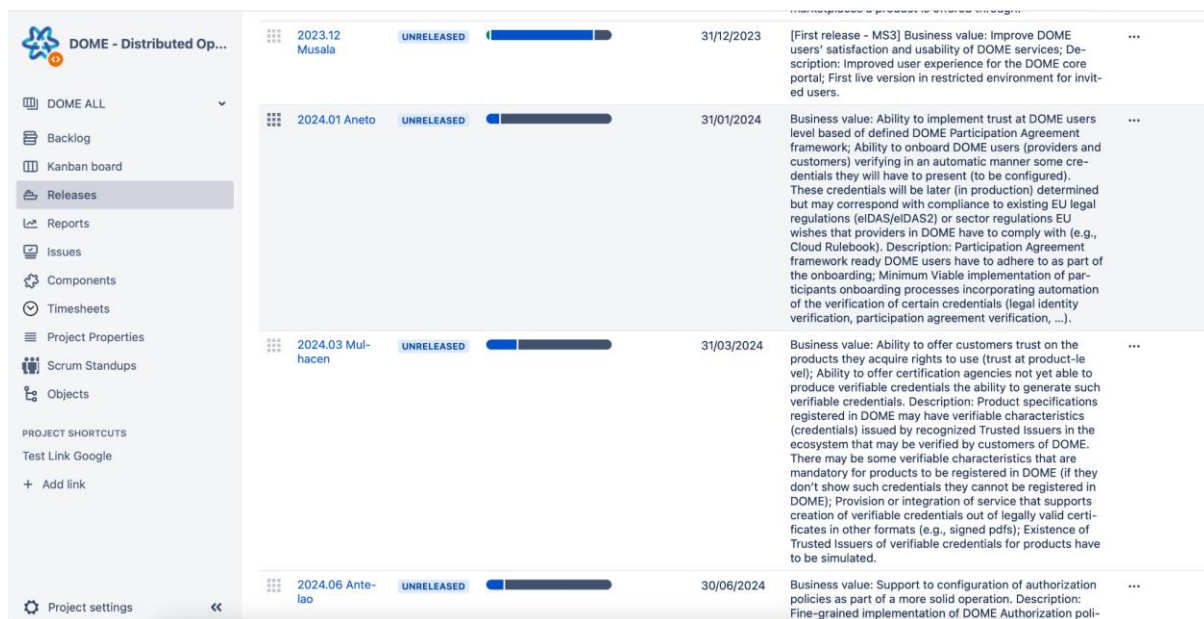 DOME - Distributed Op...
DOME ALL
Backlog
Kanban board
Releases
Reports
Issues
Components
Timesheets
Project Properties
Scrum Standups
Objects
PROJECT SHORTCUTS
Test Link Google
+ Add link
Project settings
marketplaces a product is offered through.
2023.12
Musala
UNRELEASED
31/12/2023
[First release - MS3] Business value: Improve DOME
users' satisfaction and usability of DOME services; De-
scription: Improved user experience for the DOME core
portal; First live version in restricted environment for invit-
ed users.
2024.01 Aneto
UNRELEASED
31/01/2024
Business value: Ability to implement trust at DOME users
level based of defined DOME Participation Agreement
framework; Ability to onboard DOME users (providers and
customers) verifying in an automatic manner some cre-
dentials they will have to present (to be configured).
These credentials will be later (in production) determined
but may correspond with compliance to existing EU legal
regulations (eIDAS/eIDAS2) or sector regulations EU
wishes that providers in DOME have to comply with (e.g.,
Cloud Rulebook). Description: Participation Agreement
framework ready DOME users have to adhere to as part of
the onboarding; Minimum Viable implementation of par-
ticipants onboarding processes incorporating automation
of the verification of certain credentials (legal identity
verification, participation agreement verification, ...).
2024.03 Mul-
hacen
UNRELEASED
31/03/2024
Business value: Ability to offer customers trust on the
products they acquire rights to use (trust at product-le
vel); Ability to offer certification agencies not yet able to
produce verifiable credentials the ability to generate such
verifiable credentials. Description: Product specifications
registered in DOME may have verifiable characteristics
(credentials) issued by recognized Trusted Issuers in the
ecosystem that may be verified by customers of DOME.
There may be some verifiable characteristics that are
mandatory for products to be registered in DOME (if they
don't show such credentials they cannot be registered in
DOME); Provision or integration of service that supports
creation of verifiable credentials out of legally valid certi-
ficates in other formats (e.g., signed pdfs); Existence of
Trusted Issuers of verifiable credentials for products have
to be simulated.
2024.06 Ante-
lao
UNRELEASED
30/06/2024
Business value: Support to configuration of authorization
policies as part of a more solid operation. Description:
Fine-grained implementation of DOME Authorization poli-